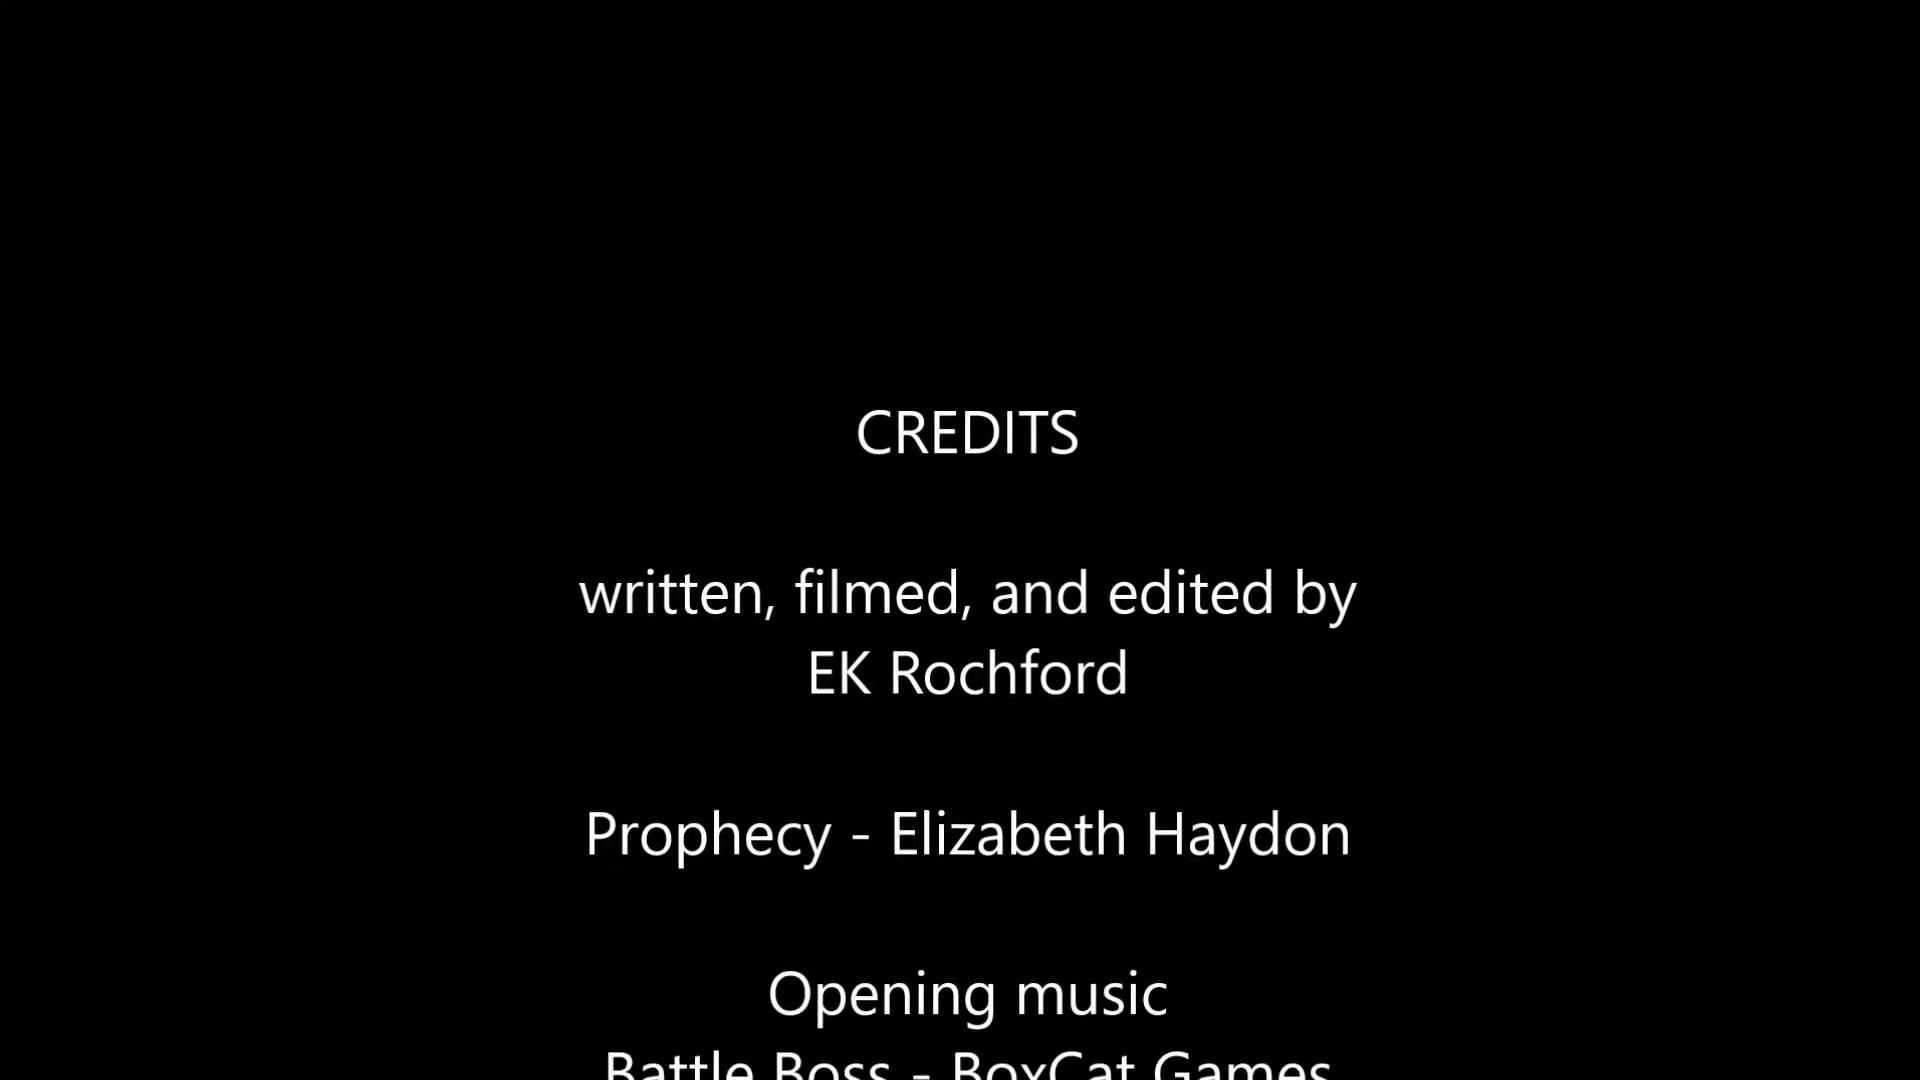 CREDITS
written, filmed, and edited by
EK Rochford
Prophecy - Elizabeth Haydon
Opening music
Battle Boss - BoxCat Games